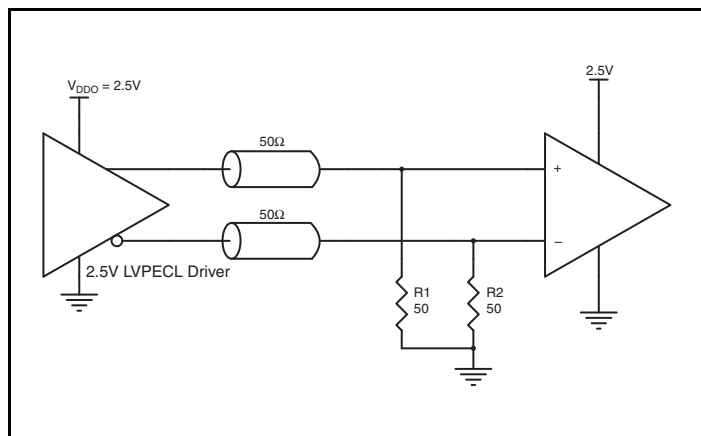 V_DDO = 2.5V
2.5V
50Ω
+
50Ω
−
2.5V LVPECL Driver
R1
50
R2
50